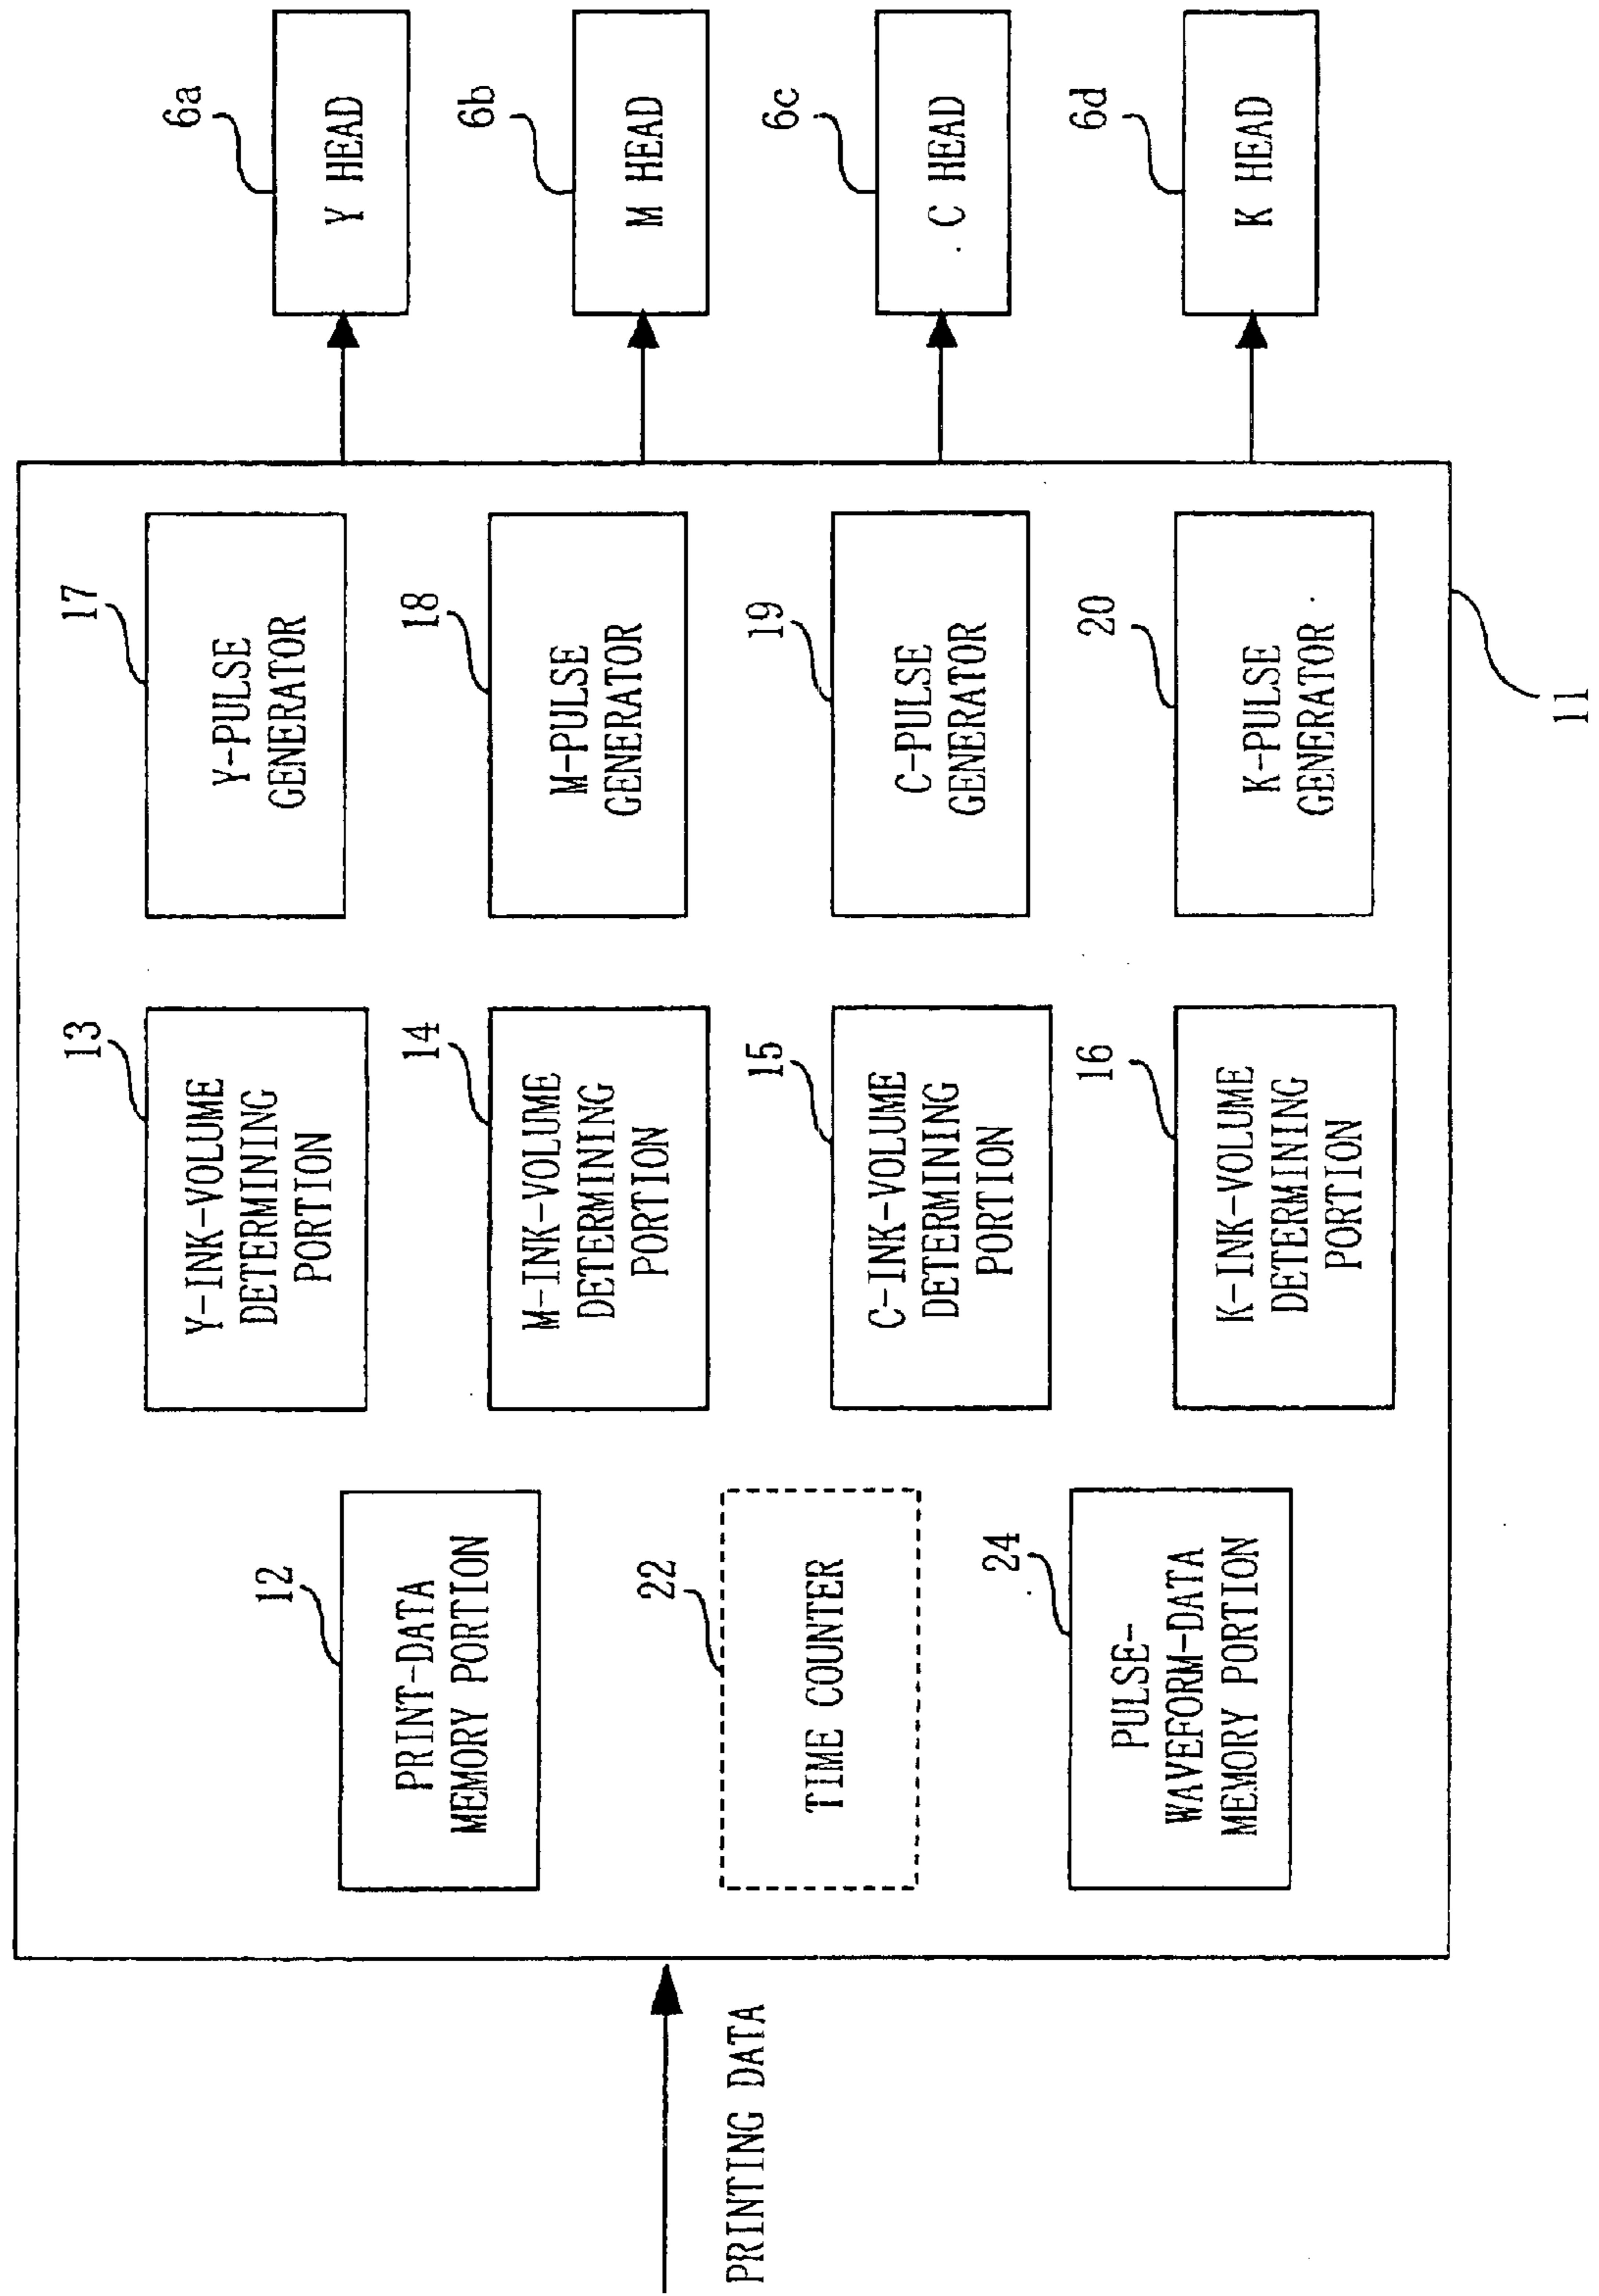 PRINTING DATA
12
PRINT-DATA
MEMORY PORTION
22
TIME COUNTER
24
PULSE-
WAVEFORM-DATA
MEMORY PORTION
13
Y-INK-VOLUME
DETERMINING
PORTION
14
M-INK-VOLUME
DETERMINING
PORTION
15
C-INK-VOLUME
DETERMINING
PORTION
16
K-INK-VOLUME
DETERMINING
PORTION
17
Y-PULSE
GENERATOR
18
M-PULSE
GENERATOR
19
C-PULSE
GENERATOR
20
K-PULSE
GENERATOR
11
6a
Y HEAD
6b
M HEAD
6c
C HEAD
6d
K HEAD